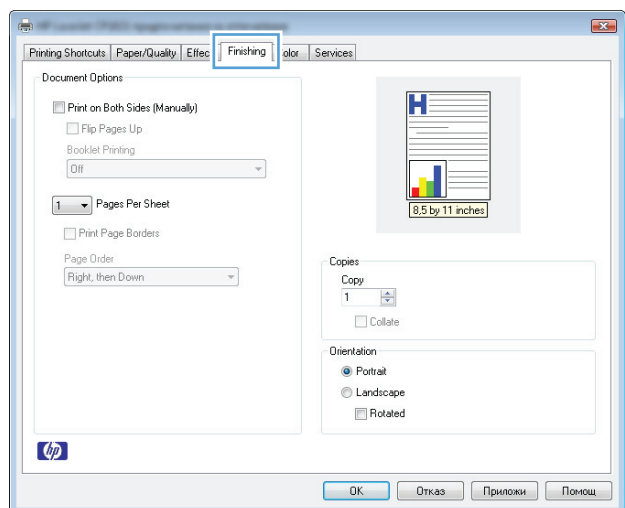 Printing Shortcuts Paper/Quality Effec Finishing olor Services
Document Options
Print on Both Sides (Manually)
Flip Pages Up
Booklet Printing
Off
1 Pages Per Sheet
Print Page Borders
Page Order
Right, then Down
H
8,5 by 11 inches
Copies
Copy
1
Collate
Orientation
Portrait
Landscape
Rotated
hp
OK Отказ Приложи Помощ